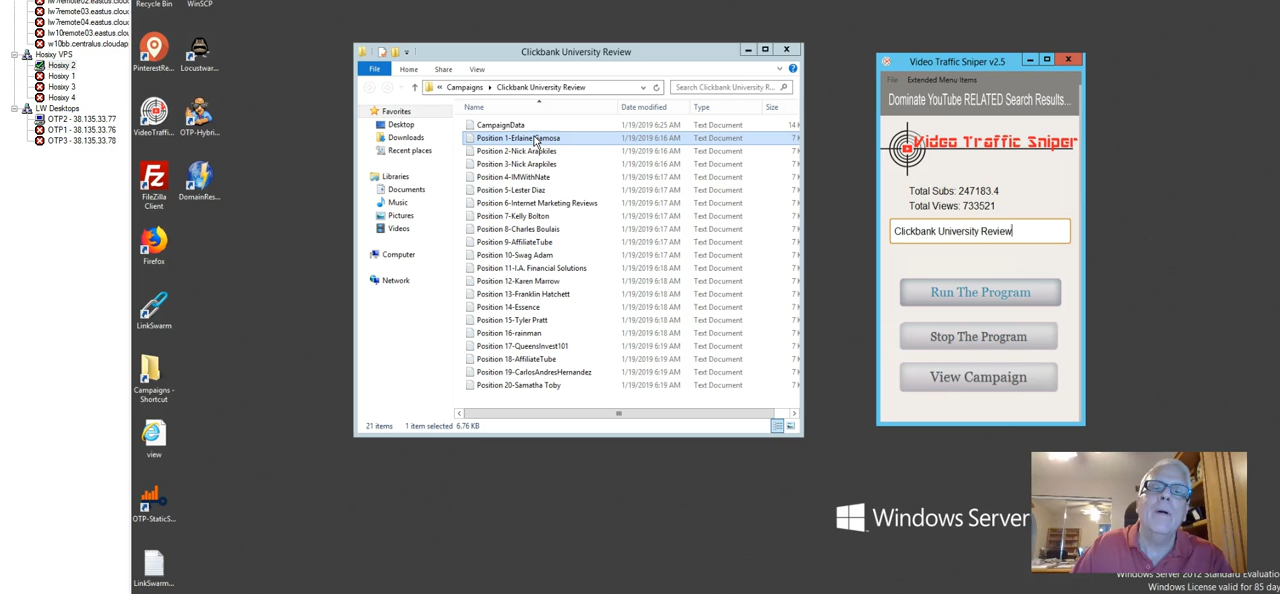 lw7remote02.eastus.cloud
lw7remote03.eastus.cloud
lw7remote04.eastus.cloud
lw10remote03.eastus.clou
w10bb.centralus.cloudap
Hosixy VPS
Hosixy 2
Hosixy 1
Hosixy 3
Hosixy 4
LW Desktops
OTP2 - 38.135.33.77
OTP1 - 38.135.33.76
OTP3 - 38.135.33.78
Recycle Bin
WinSCP
PinterestRe...
Locustwar...
VideoTraffi...
OTP-Hybri...
FileZilla
Client
DomainRes...
Firefox
LinkSwarm
Campaigns -
Shortcut
view
OTP-StaticS...
LinkSwarm...
Clickbank University Review
File
Home
Share
View
« Campaigns ▸ Clickbank University Review
Search Clickbank University R...
Name
Date modified
Type
Size
Favorites
Desktop
Downloads
Recent places
Libraries
Documents
Music
Pictures
Videos
Computer
Network
CampaignData 1/19/2019 6:25 AM Text Document 14 K
Position 1-Erlaine Samosa 1/19/2019 6:16 AM Text Document 7 K
Position 2-Nick Arapkiles 1/19/2019 6:16 AM Text Document 7 K
Position 3-Nick Arapkiles 1/19/2019 6:16 AM Text Document 7 K
Position 4-IMWithNate 1/19/2019 6:17 AM Text Document 7 K
Position 5-Lester Diaz 1/19/2019 6:17 AM Text Document 7 K
Position 6-Internet Marketing Reviews 1/19/2019 6:17 AM Text Document 7 K
Position 7-Kelly Bolton 1/19/2019 6:17 AM Text Document 7 K
Position 8-Charles Boulais 1/19/2019 6:17 AM Text Document 7 K
Position 9-AffiliateTube 1/19/2019 6:17 AM Text Document 7 K
Position 10-Swag Adam 1/19/2019 6:17 AM Text Document 7 K
Position 11-I.A. Financial Solutions 1/19/2019 6:18 AM Text Document 7 K
Position 12-Karen Marrow 1/19/2019 6:18 AM Text Document 7 K
Position 13-Franklin Hatchett 1/19/2019 6:18 AM Text Document 7 K
Position 14-Essence 1/19/2019 6:18 AM Text Document 7 K
Position 15-Tyler Pratt 1/19/2019 6:18 AM Text Document 7 K
Position 16-rainman 1/19/2019 6:18 AM Text Document 7 K
Position 17-QueensInvest101 1/19/2019 6:19 AM Text Document 7 K
Position 18-AffiliateTube 1/19/2019 6:19 AM Text Document 7 K
Position 19-CarlosAndresHernandez 1/19/2019 6:19 AM Text Document 7 K
Position 20-Samatha Toby 1/19/2019 6:19 AM Text Document 7 K
21 items 1 item selected 6.76 KB
Video Traffic Sniper v2.5
File Extended Menu Items
Dominate YouTube RELATED Search Results...
Video Traffic Sniper
Total Subs: 247183.4
Total Views: 733521
Clickbank University Review
Run The Program
Stop The Program
View Campaign
Windows Server
Windows Server 2012 Standard Evaluatio
Windows License valid for 85 day